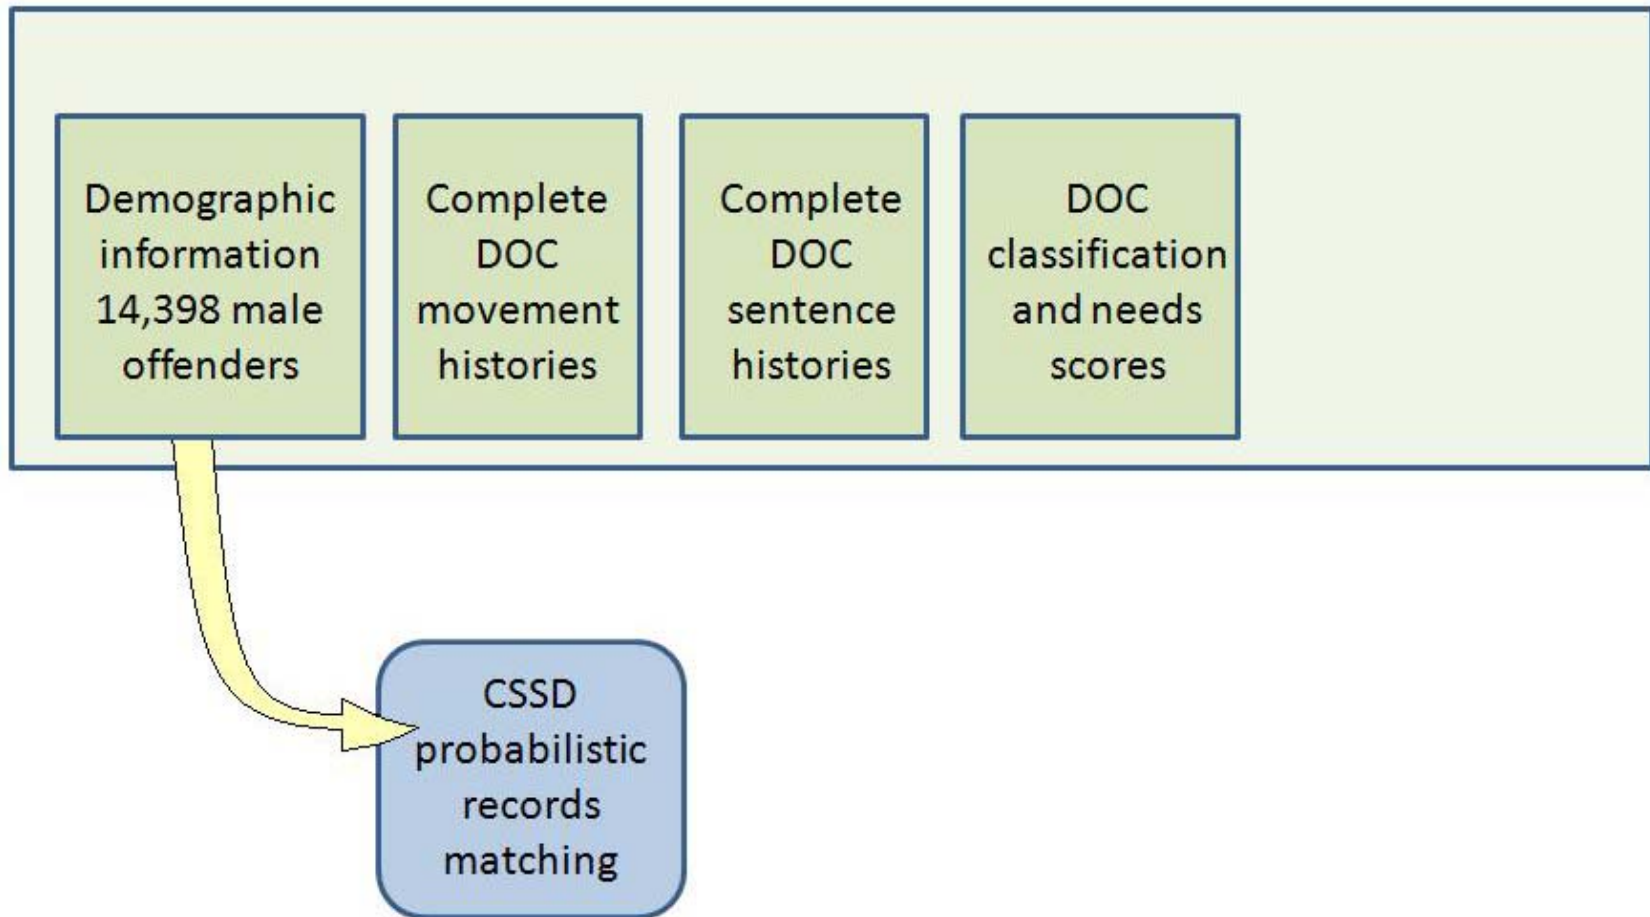 Demographic
information
14,398 male
offenders
Complete
DOC
movement
histories
Complete
DOC
sentence
histories
DOC
classification
and needs
scores
CSSD
probabilistic
records
matching